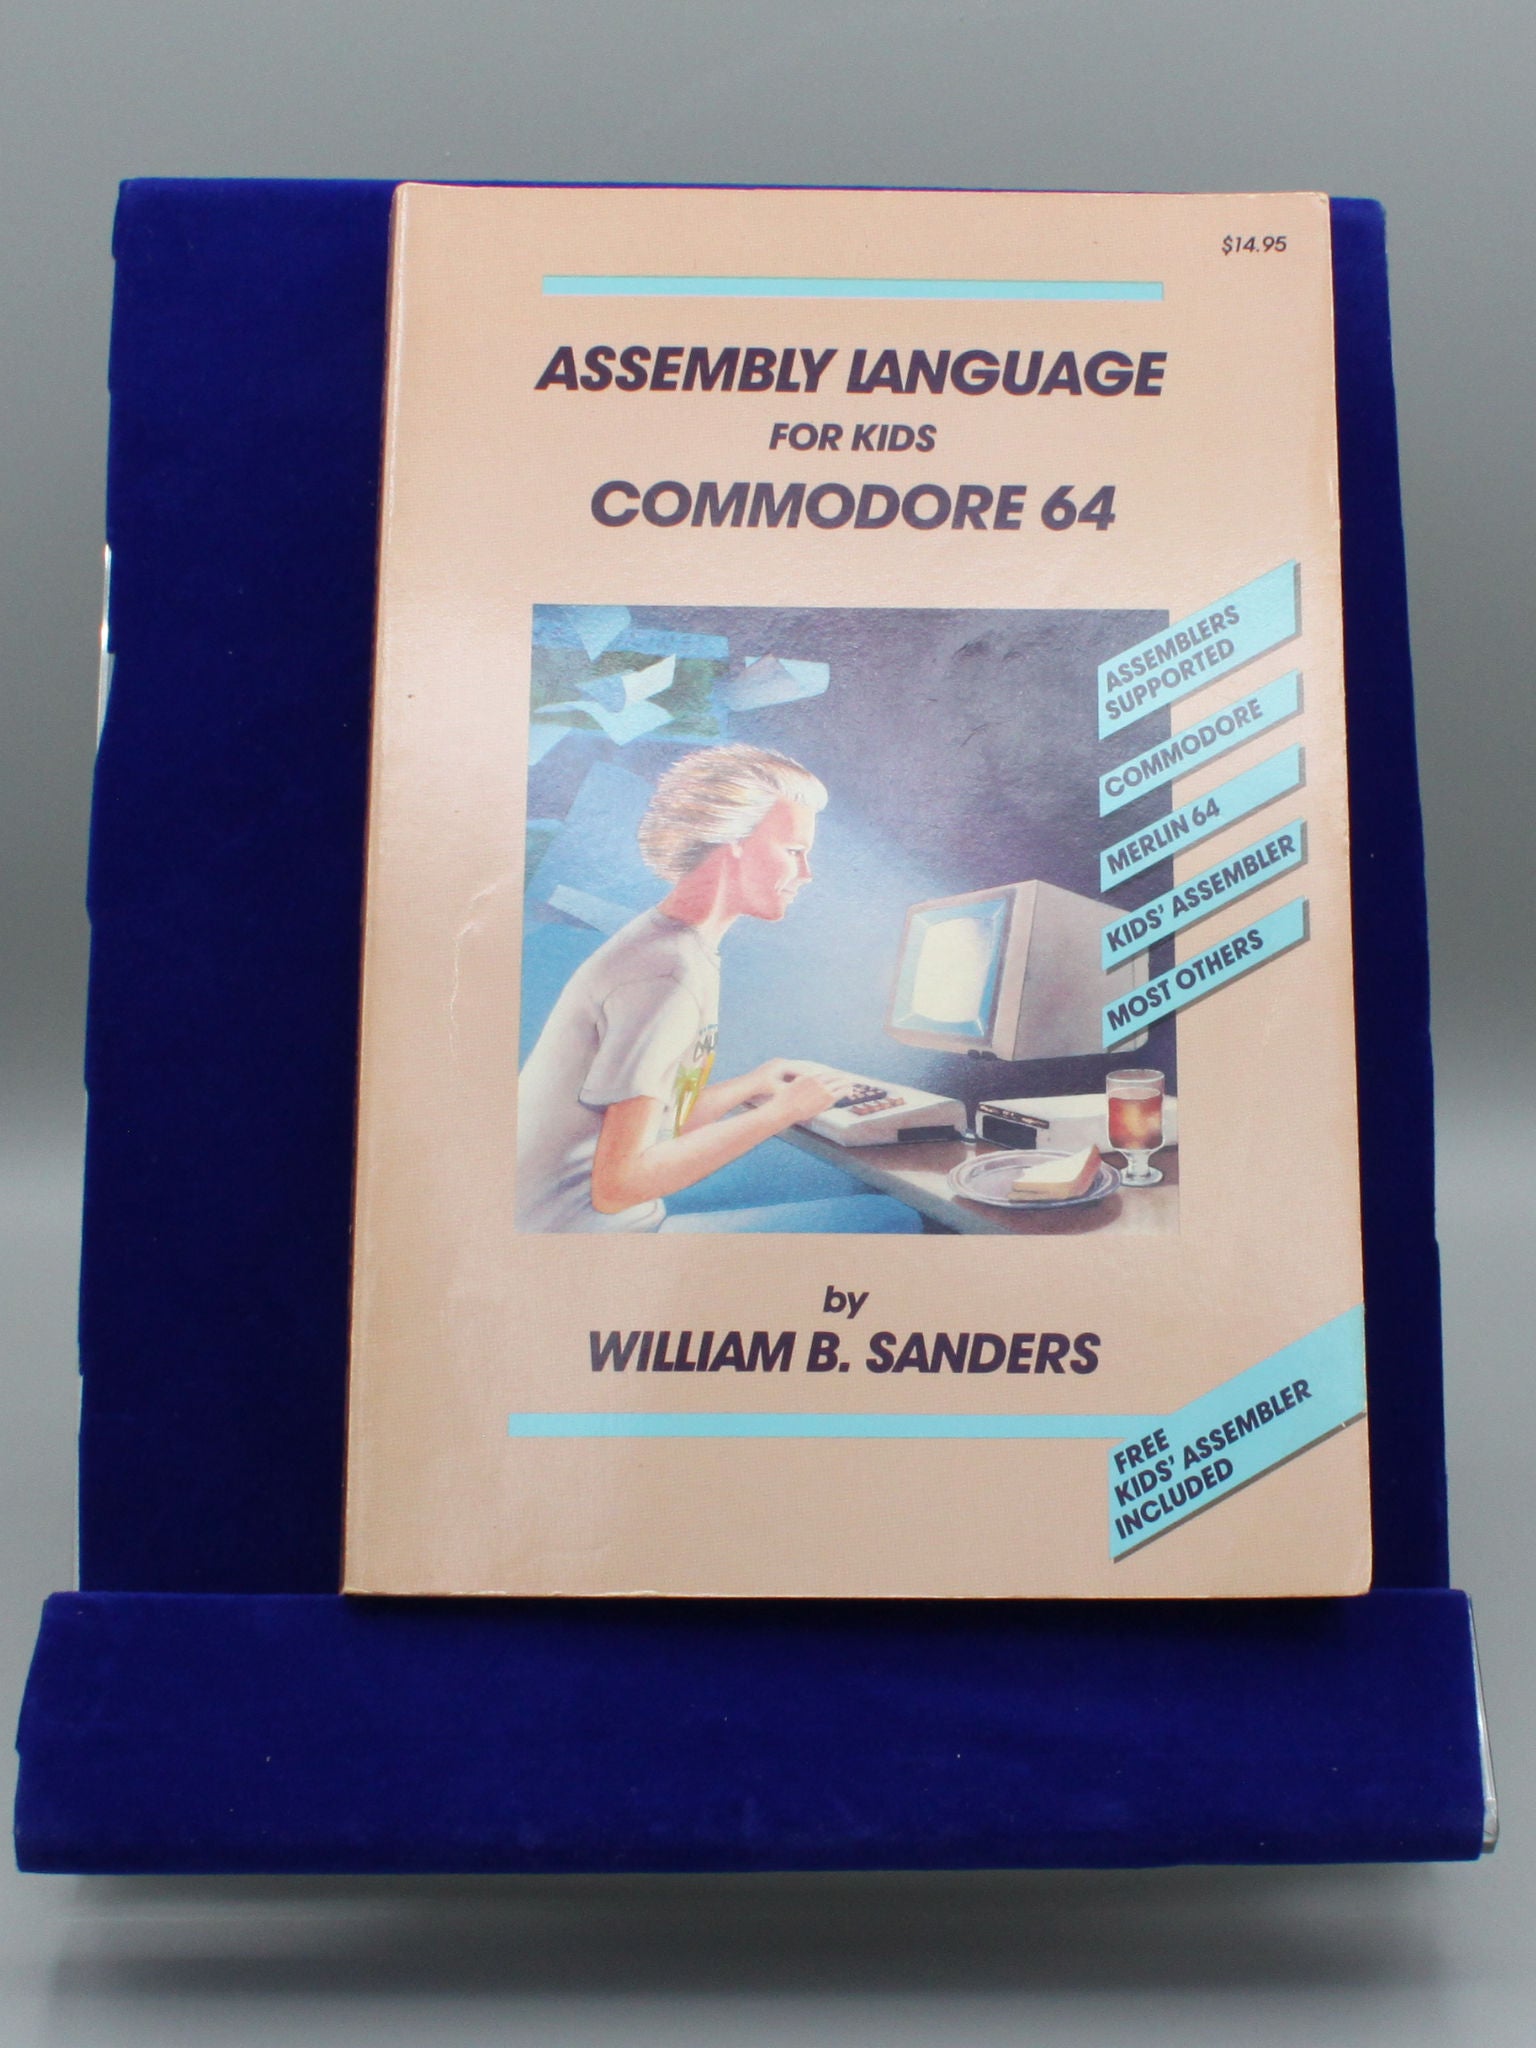 $14.95
ASSEMBLY LANGUAGE
FOR KIDS
COMMODORE 64
ASSEMBLERS
SUPPORTED
COMMODORE
MERLIN 64
KIDS' ASSEMBLER
MOST OTHERS
by
WILLIAM B. SANDERS
FREE
KIDS' ASSEMBLER
INCLUDED